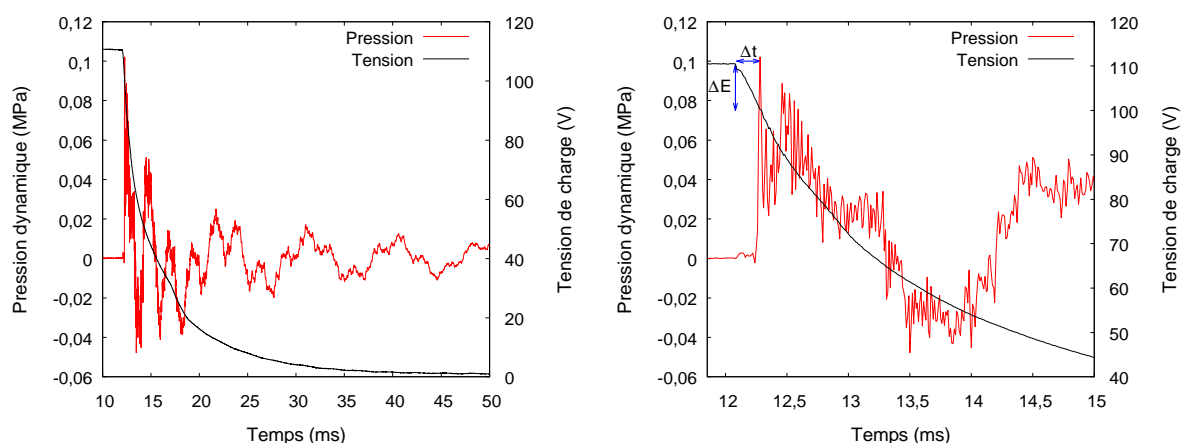 0,12
0,1
0,08
0,06
0,04
0,02
0
-0,02
-0,04
-0,06
Pression dynamique (MPa)
10 15 20 25 30 35 40 45 50
Temps (ms)
120
100
80
60
40
20
0
Tension de charge (V)
Pression
Tension
0,12
0,1
0,08
0,06
0,04
0,02
0
-0,02
-0,04
-0,06
Pression dynamique (MPa)
12 12,5 13 13,5 14 14,5 15
Temps (ms)
120
110
100
90
80
70
60
50
40
Tension de charge (V)
Pression
Tension
Δt
ΔE